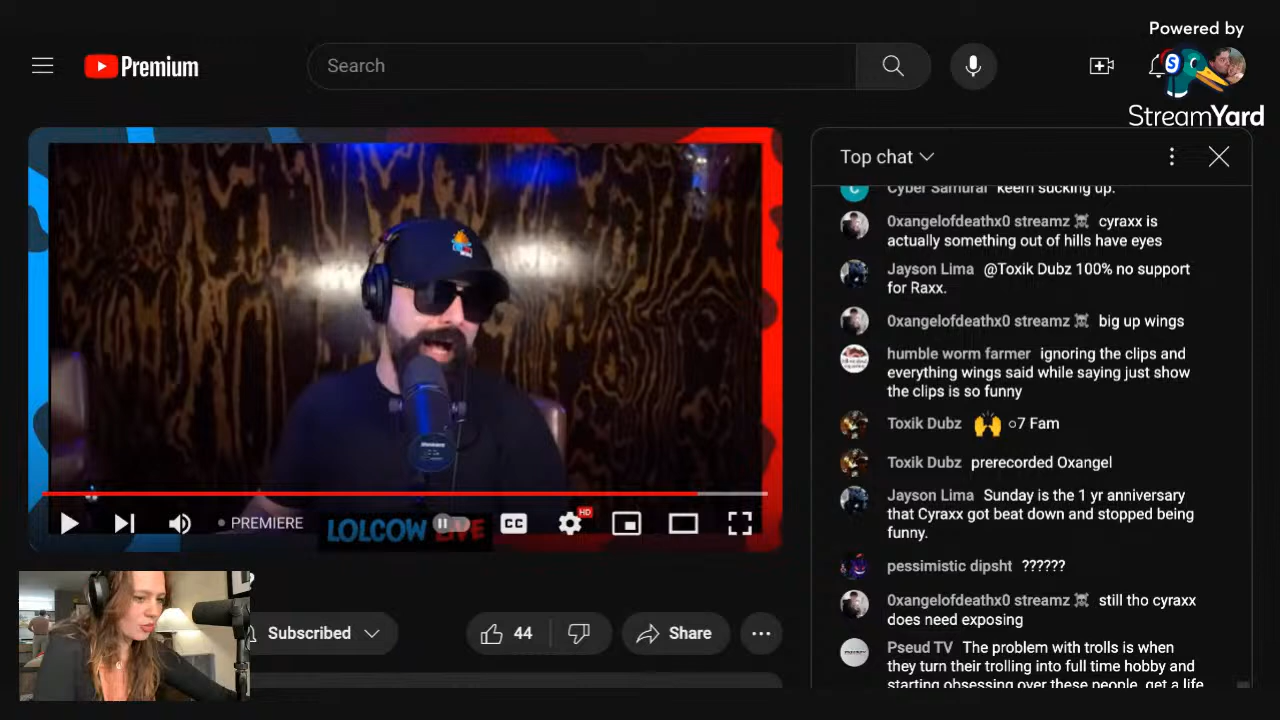 Powered by
StreamYard
Premium
Search
S
Top chat
C
Cyber Samurai keem sucking up.
0xangelofdeathx0 streamz ☠ cyraxx is
actually something out of hills have eyes
Jayson Lima @Toxik Dubz 100% no support
for Raxx.
0xangelofdeathx0 streamz ☠ big up wings
humble worm farmer ignoring the clips and
everything wings said while saying just show
the clips is so funny
Toxik Dubz 🙌 o7 Fam
Toxik Dubz prerecorded Oxangel
Jayson Lima Sunday is the 1 yr anniversary
that Cyraxx got beat down and stopped being
funny.
pessimistic dipsht ??????
0xangelofdeathx0 streamz ☠ still tho cyraxx
does need exposing
Pseud TV The problem with trolls is when
they turn their trolling into full time hobby and
starting obsessing over these people, get a life
• PREMIERE
LOLCOW LIVE
CC
HD
Subscribed
44
Share